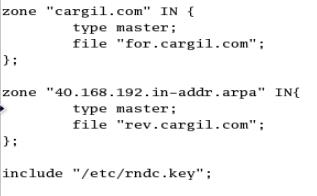 zone "cargil.com" IN {
        type master;
        file "for.cargil.com";
};
zone "40.168.192.in-addr.arpa" IN{
        type master;
        file "rev.cargil.com";
};
include "/etc/rndc.key";